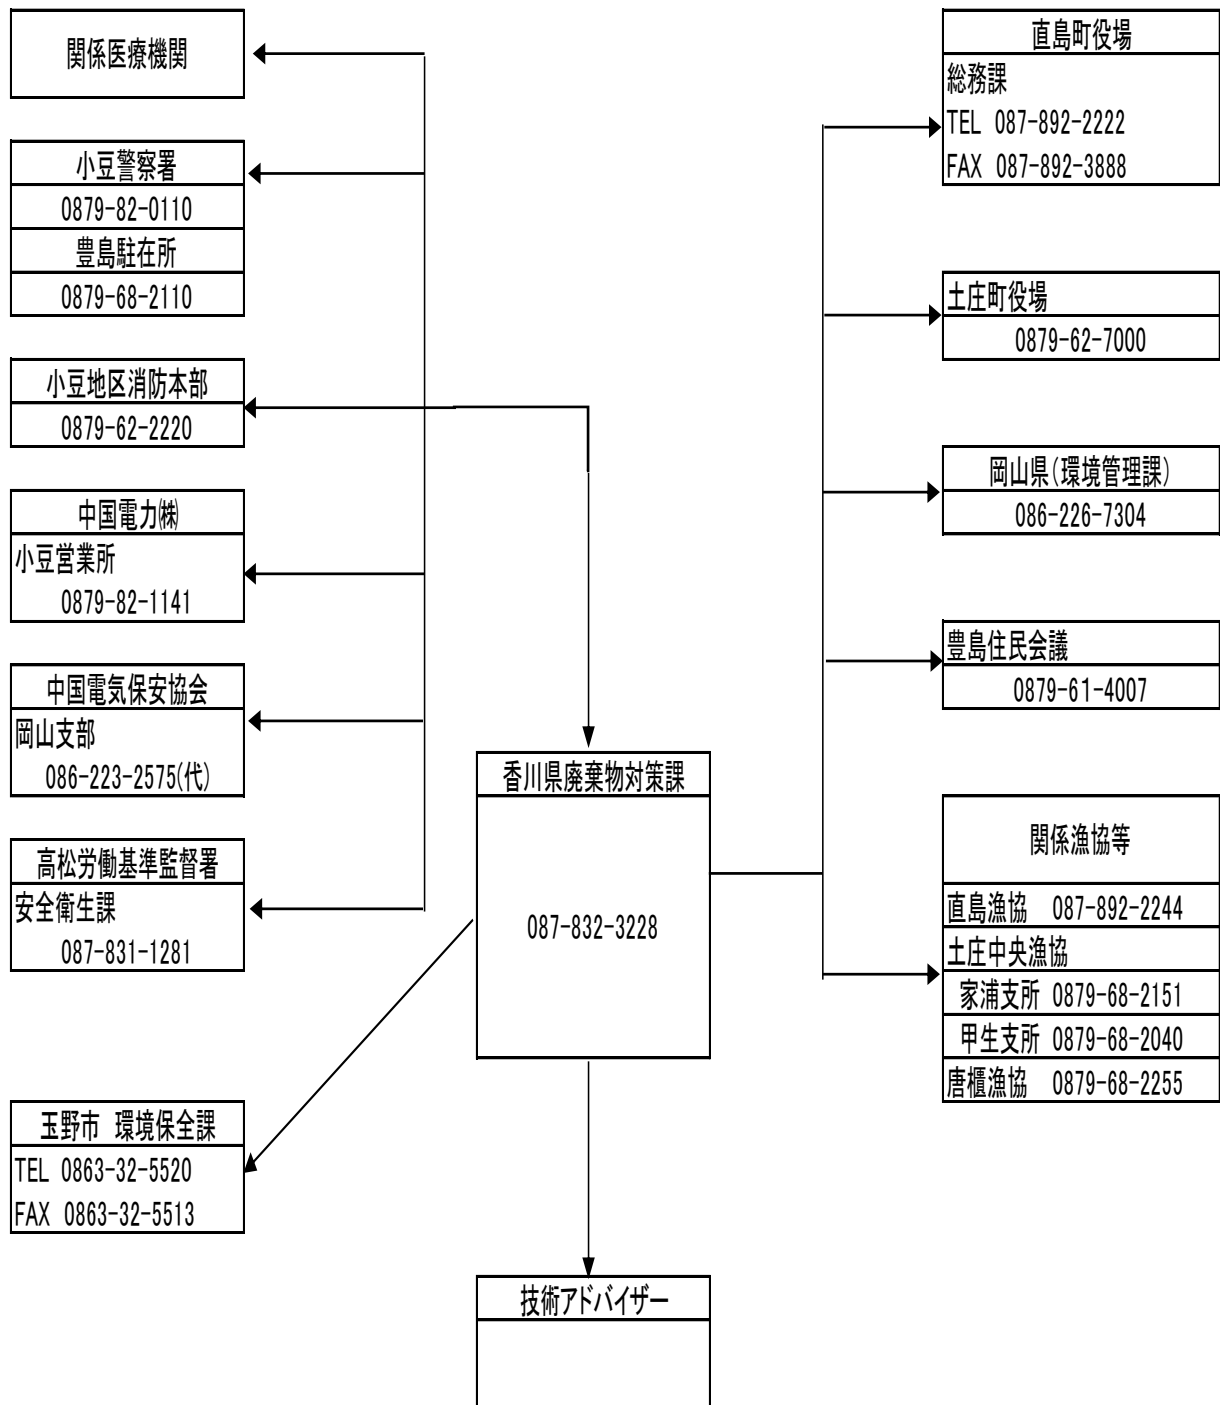 関係医療機関
小豆警察署
0879-82-0110
豊島駐在所
0879-68-2110
小豆地区消防本部
0879-62-2220
中国電力㈱
小豆営業所
0879-82-1141
中国電気保安協会
岡山支部
086-223-2575(代)
高松労働基準監督署
安全衛生課
087-831-1281
玉野市 環境保全課
TEL 0863-32-5520
FAX 0863-32-5513
香川県廃棄物対策課
087-832-3228
技術アドバイザー
直島町役場
総務課
TEL 087-892-2222
FAX 087-892-3888
土庄町役場
0879-62-7000
岡山県(環境管理課)
086-226-7304
豊島住民会議
0879-61-4007
関係漁協等
直島漁協 087-892-2244
土庄中央漁協
家浦支所 0879-68-2151
甲生支所 0879-68-2040
唐櫃漁協 0879-68-2255